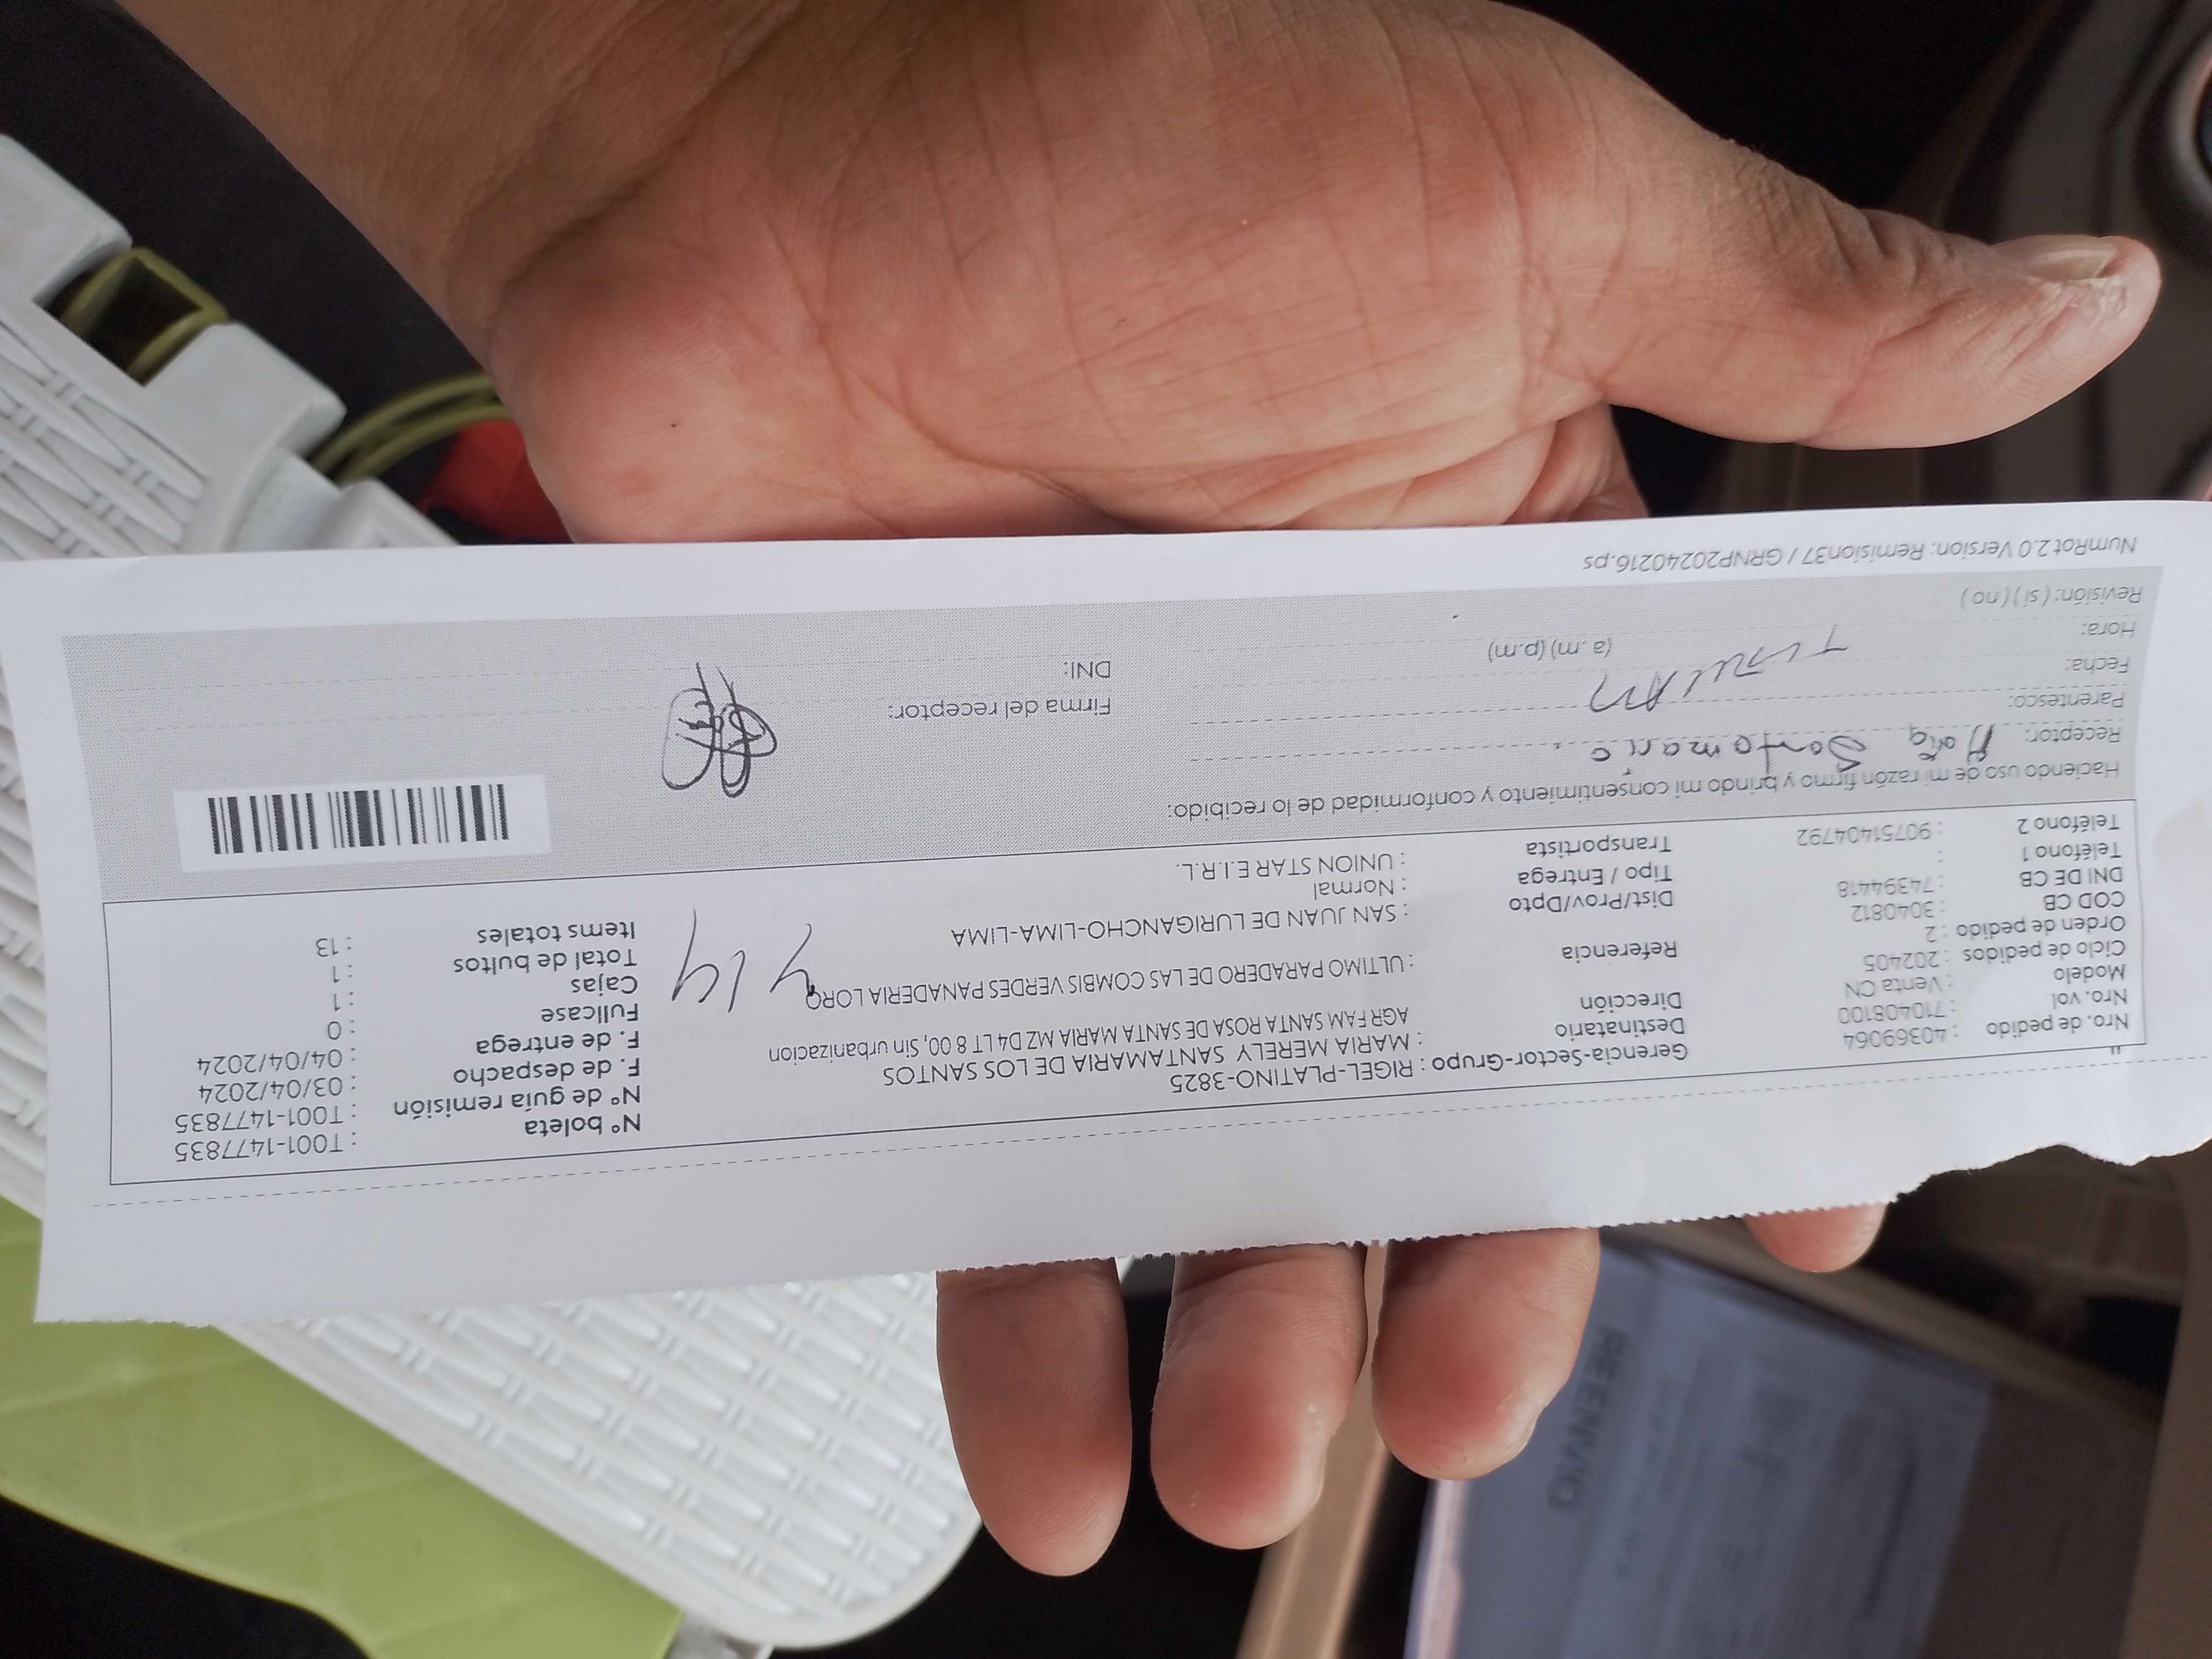 Nro. de pedido : 40369064
Nro. vol : 710408100
Modelo : Venta CN
Ciclo de pedidos : 202405
Orden de pedido : 2
COD CB : 3040812
DNI DE CB : 74394418
Teléfono 1 :
Teléfono 2 : 90751404792
Gerencia-Sector-Grupo : RIGEL-PLATINO-3825
Destinatario : MARIA MERELY SANTAMARIA DE LOS SANTOS
Dirección AGR FAM SANTA ROSA DE SANTA MARIA MZ D4 LT 8 00, Sin urbanizacion
Referencia : ULTIMO PARADERO DE LAS COMBIS VERDES PANADERIA LORO
Dist/Prov/Dpto : SAN JUAN DE LURIGANCHO-LIMA-LIMA
Tipo / Entrega : Normal
Transportista : UNION STAR E.I.R.L.
N° boleta : T001-1477835
N° de guía remisión : T001-1477835
F. de despacho : 03/04/2024
F. de entrega : 04/04/2024
Fullcase : 0
Cajas : 1
Total de bultos : 1
Items totales : 13
Haciendo uso de mi razón firmo y brindo mi consentimiento y conformidad de lo recibido:
Receptor:
Parentesco:
Fecha:
Hora: (a.m) (p.m)
Revisión: (si) (no)
Firma del receptor:
DNI:
NumRot 2.0 Version: Remision37 / GRNP20240216.ps
REENVIO